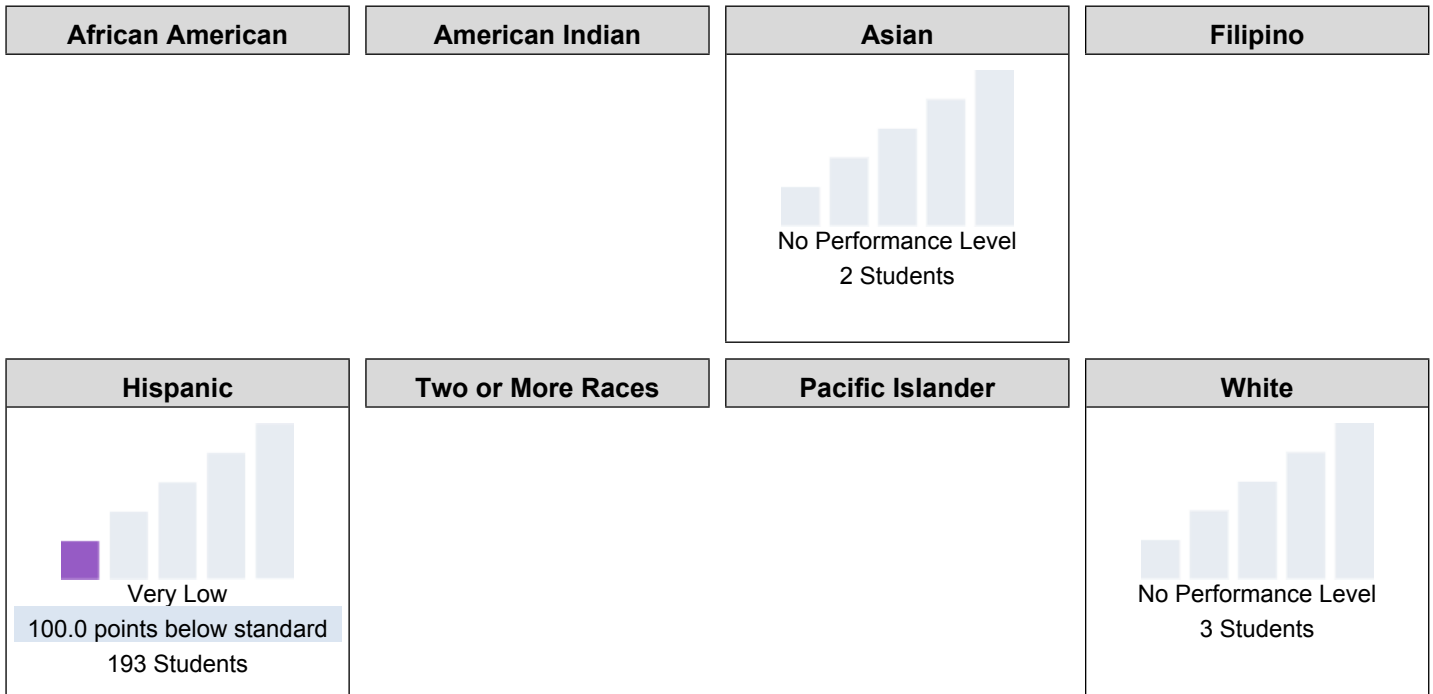 African American
American Indian
Asian
Filipino
No Performance Level
2 Students
Hispanic
Two or More Races
Pacific Islander
White
Very Low
100.0 points below standard
193 Students
No Performance Level
3 Students